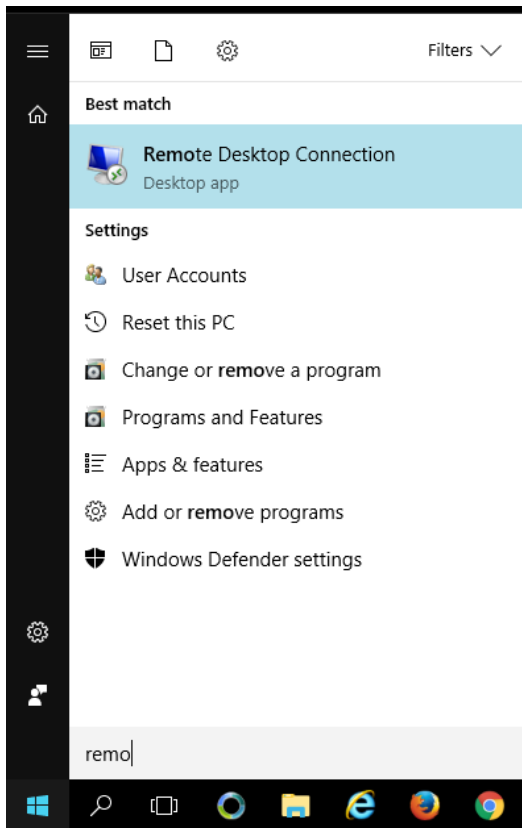 Filters
Best match
Remote Desktop Connection
Desktop app
Settings
User Accounts
Reset this PC
Change or remove a program
Programs and Features
Apps & features
Add or remove programs
Windows Defender settings
remo